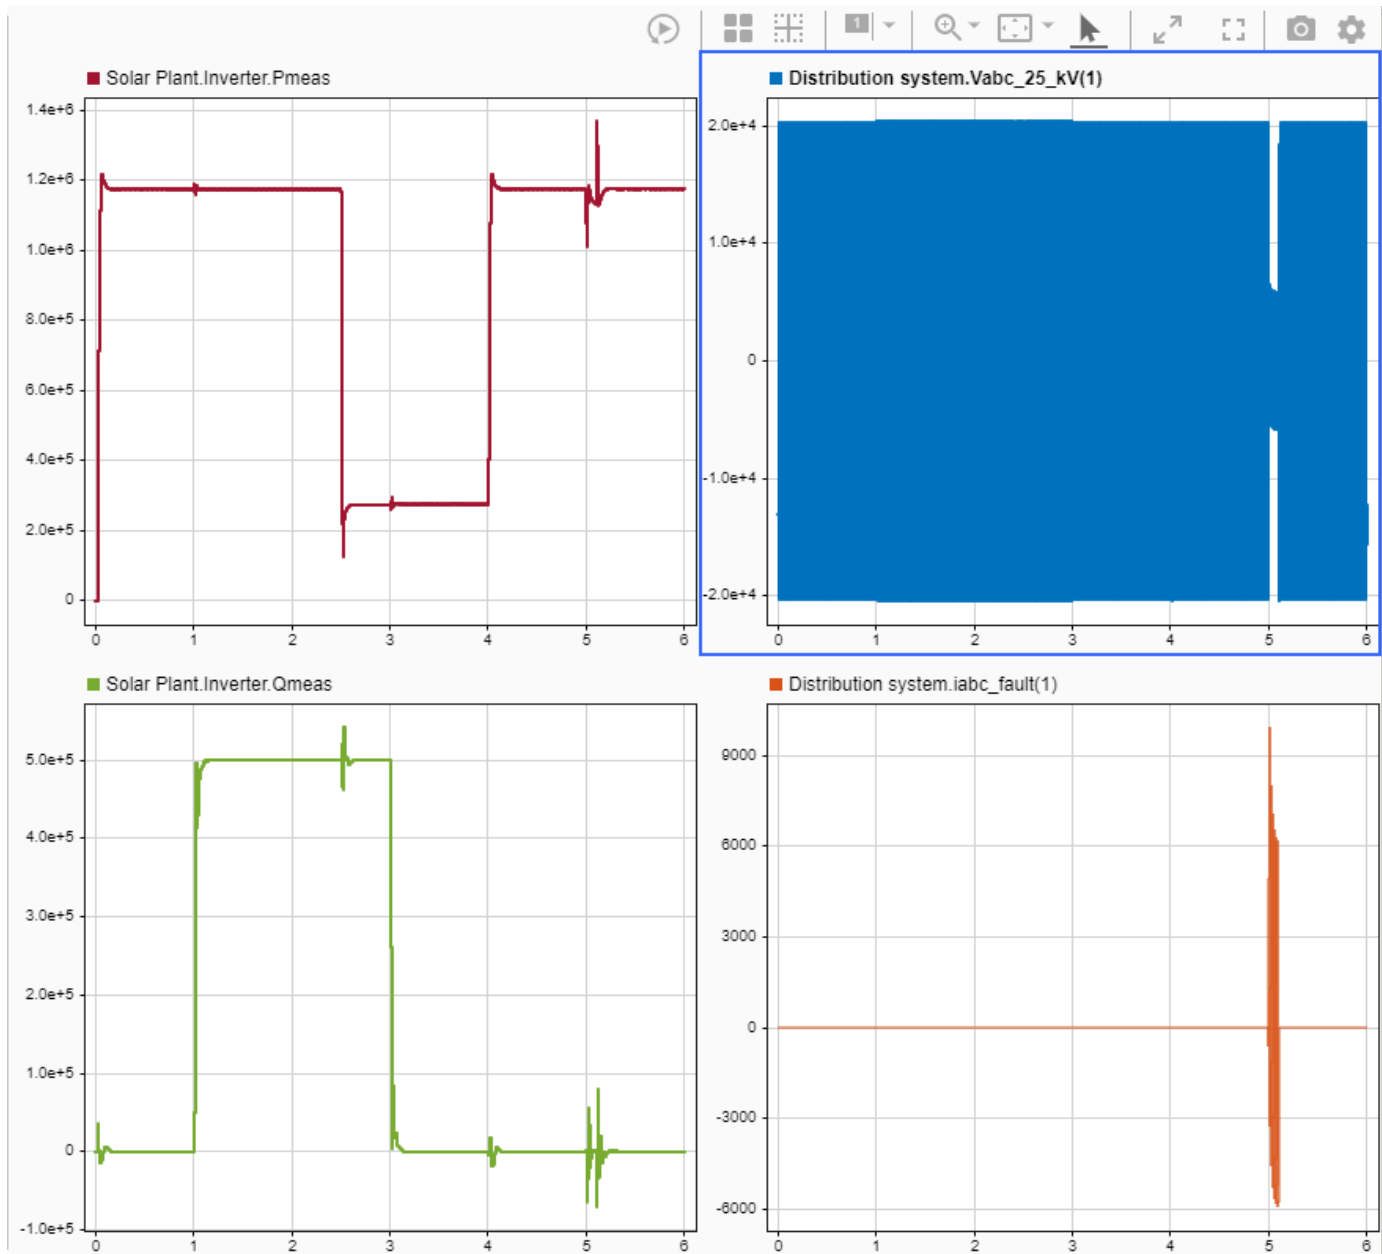 1
Solar Plant.Inverter.Pmeas
1.4e+6
1.2e+6
1.0e+6
8.0e+5
6.0e+5
4.0e+5
2.0e+5
0
0 1 2 3 4 5 6
Distribution system.Vabc_25_kV(1)
2.0e+4
1.0e+4
0
-1.0e+4
-2.0e+4
0 1 2 3 4 5 6
Solar Plant.Inverter.Qmeas
5.0e+5
4.0e+5
3.0e+5
2.0e+5
1.0e+5
0
-1.0e+5
0 1 2 3 4 5 6
Distribution system.iabc_fault(1)
9000
6000
3000
0
-3000
-6000
0 1 2 3 4 5 6